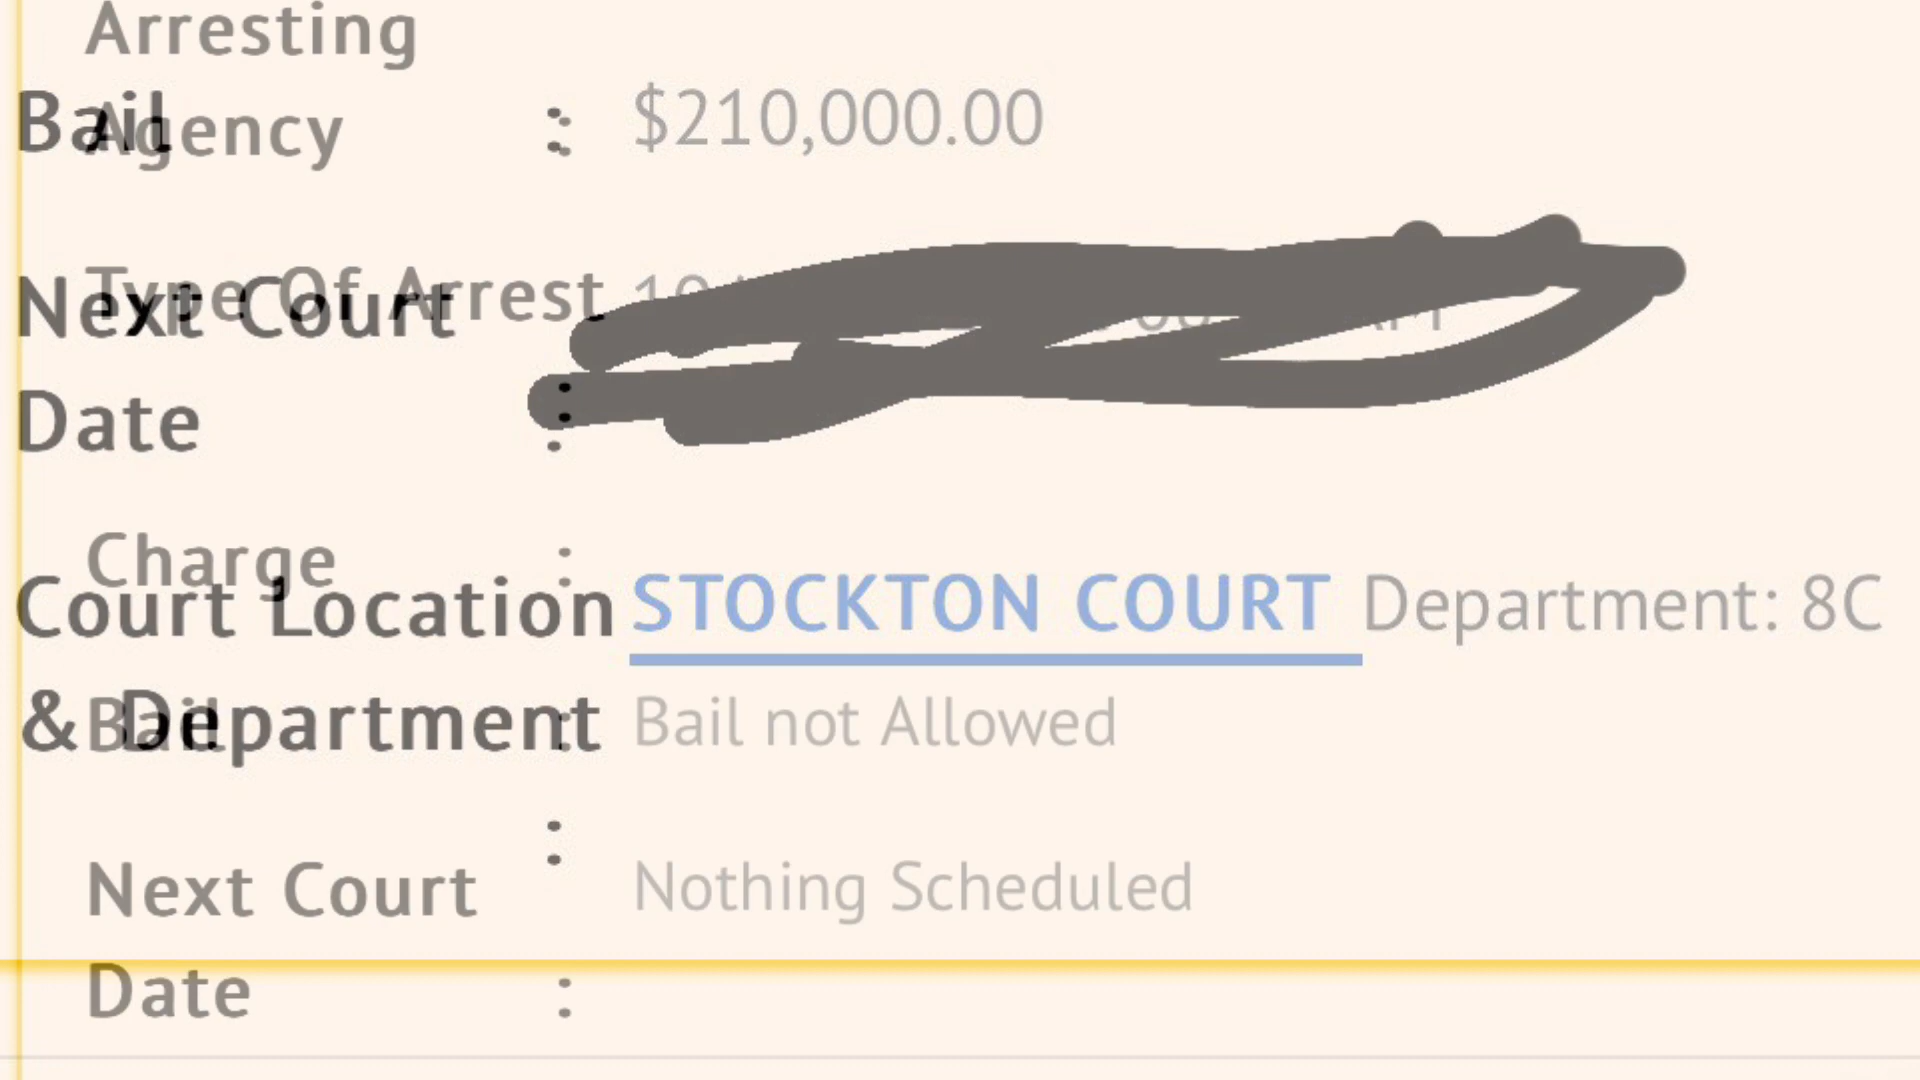 Arresting
Agency :
Bail : $210,000.00
Type Of Arrest
Next Court
Date :
Charge :
Court Location STOCKTON COURT Department: 8C
& Department :
Bail : Bail not Allowed
Next Court Nothing Scheduled
Date :